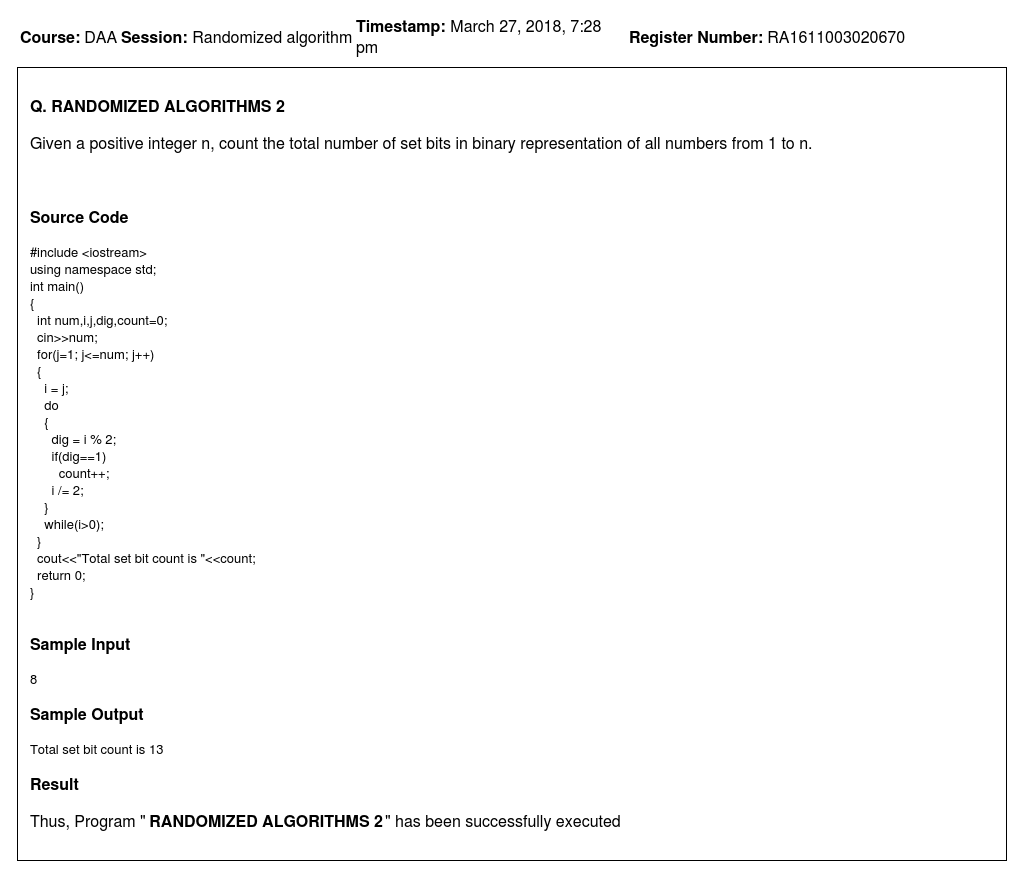 Course: DAA Session: Randomized algorithm Timestamp: March 27, 2018, 7:28 pm Register Number: RA1611003020670
Q. RANDOMIZED ALGORITHMS 2
Given a positive integer n, count the total number of set bits in binary representation of all numbers from 1 to n.
Source Code
#include <iostream>
using namespace std;
int main()
{
  int num,i,j,dig,count=0;
  cin>>num;
  for(j=1; j<=num; j++)
  {
    i = j;
    do
    {
      dig = i % 2;
      if(dig==1)
        count++;
      i /= 2;
    }
    while(i>0);
  }
  cout<<"Total set bit count is "<<count;
  return 0;
}
Sample Input
8
Sample Output
Total set bit count is 13
Result
Thus, Program " RANDOMIZED ALGORITHMS 2" has been successfully executed